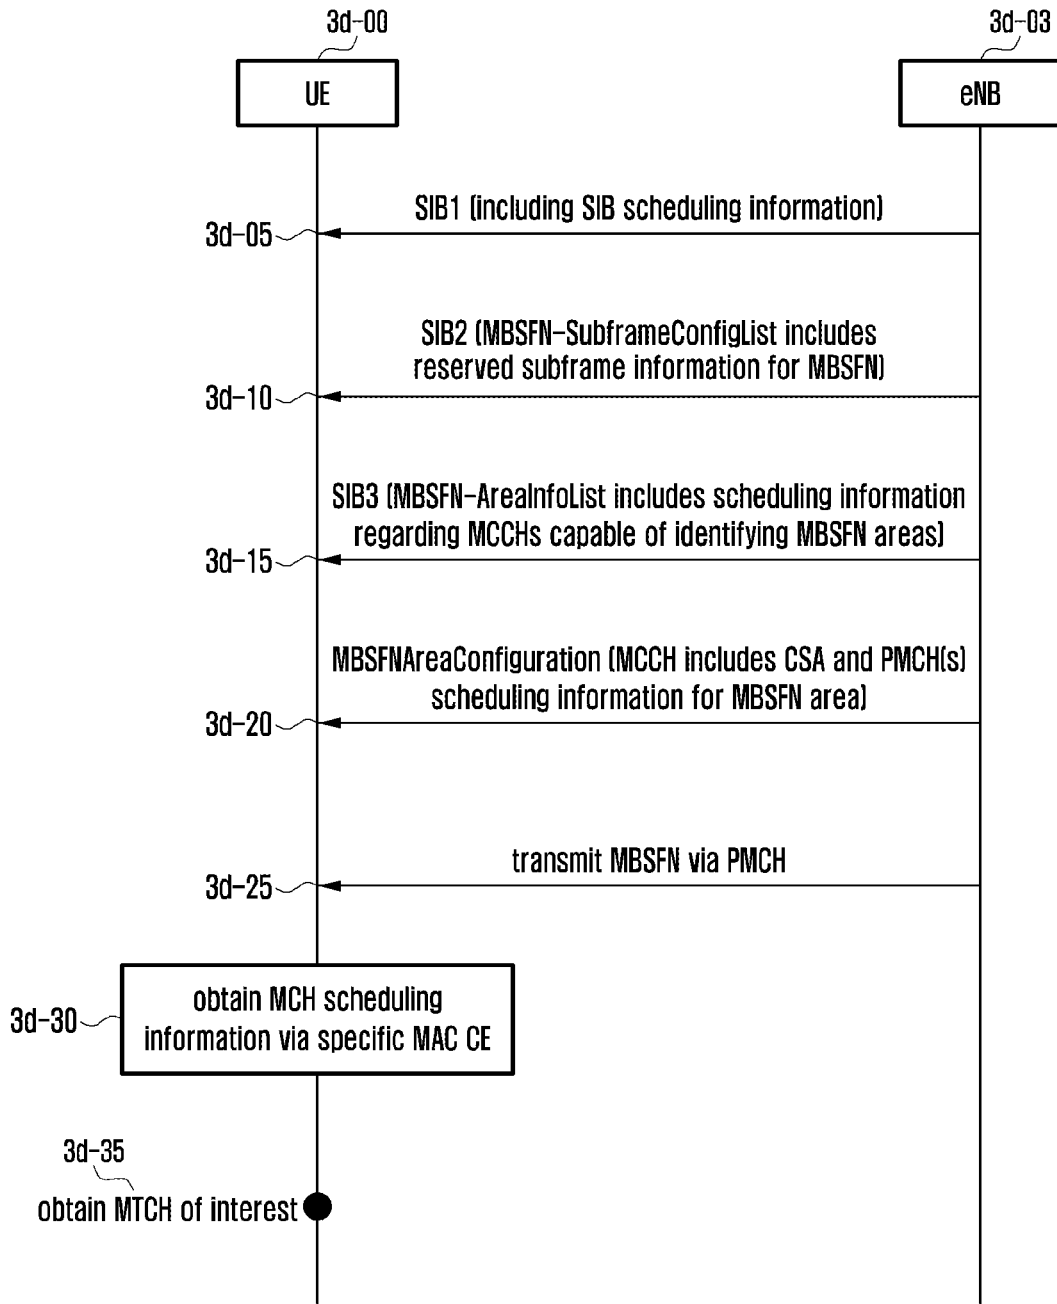 3d-00
3d-03
UE
eNB
SIB1 (including SIB scheduling information)
3d-05
SIB2 (MBSFN-SubframeConfigList includes
reserved subframe information for MBSFN)
3d-10
SIB3 (MBSFN-AreaInfoList includes scheduling information
regarding MCCHs capable of identifying MBSFN areas)
3d-15
MBSFNAreaConfiguration (MCCH includes CSA and PMCH(s)
scheduling information for MBSFN area)
3d-20
transmit MBSFN via PMCH
3d-25
obtain MCH scheduling
information via specific MAC CE
3d-30
3d-35
obtain MTCH of interest